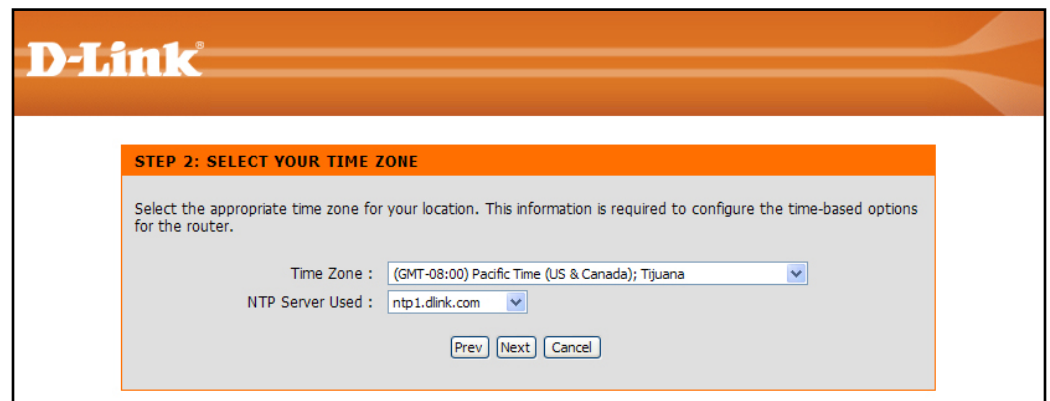 D-Link®
STEP 2: SELECT YOUR TIME ZONE
Select the appropriate time zone for your location. This information is required to configure the time-based options
for the router.
Time Zone : (GMT-08:00) Pacific Time (US & Canada); Tijuana
NTP Server Used : ntp1.dlink.com
Prev Next Cancel